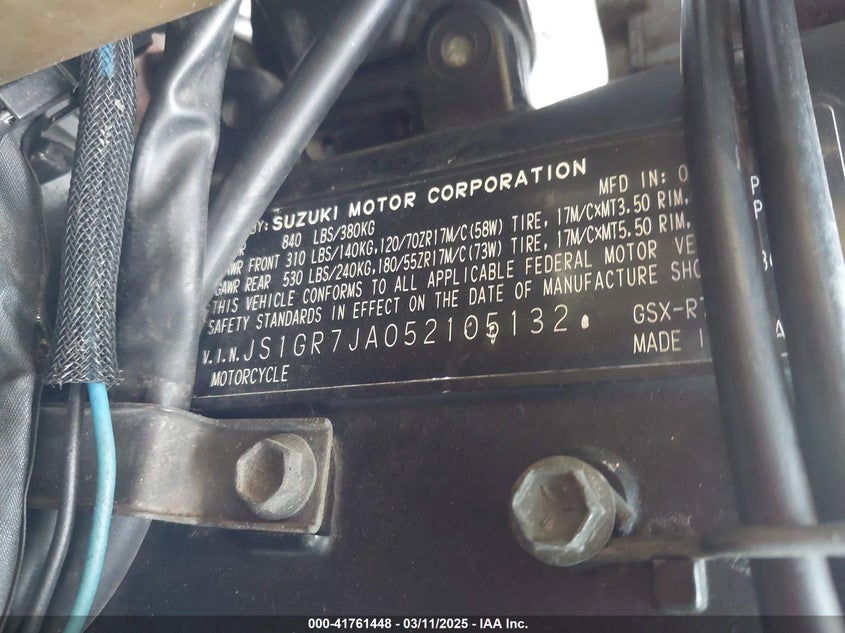 BY: SUZUKI MOTOR CORPORATION MFD IN: 0
R 840 LBS/380KG
GAWR FRONT 310 LBS/140KG,120/70ZR17M/C(58W) TIRE, 17M/C×MT3.50 RIM, P
GAWR REAR 530 LBS/240KG,180/55ZR17M/C(73W) TIRE, 17M/C×MT5.50 RIM, P
THIS VEHICLE CONFORMS TO ALL APPLICABLE FEDERAL MOTOR VE
SAFETY STANDARDS IN EFFECT ON THE DATE OF MANUFACTURE SHO
V.I.N. JS1GR7JA052105132. GSX-R7
MOTORCYCLE MADE I A
000-41761448 - 03/11/2025 - IAA Inc.